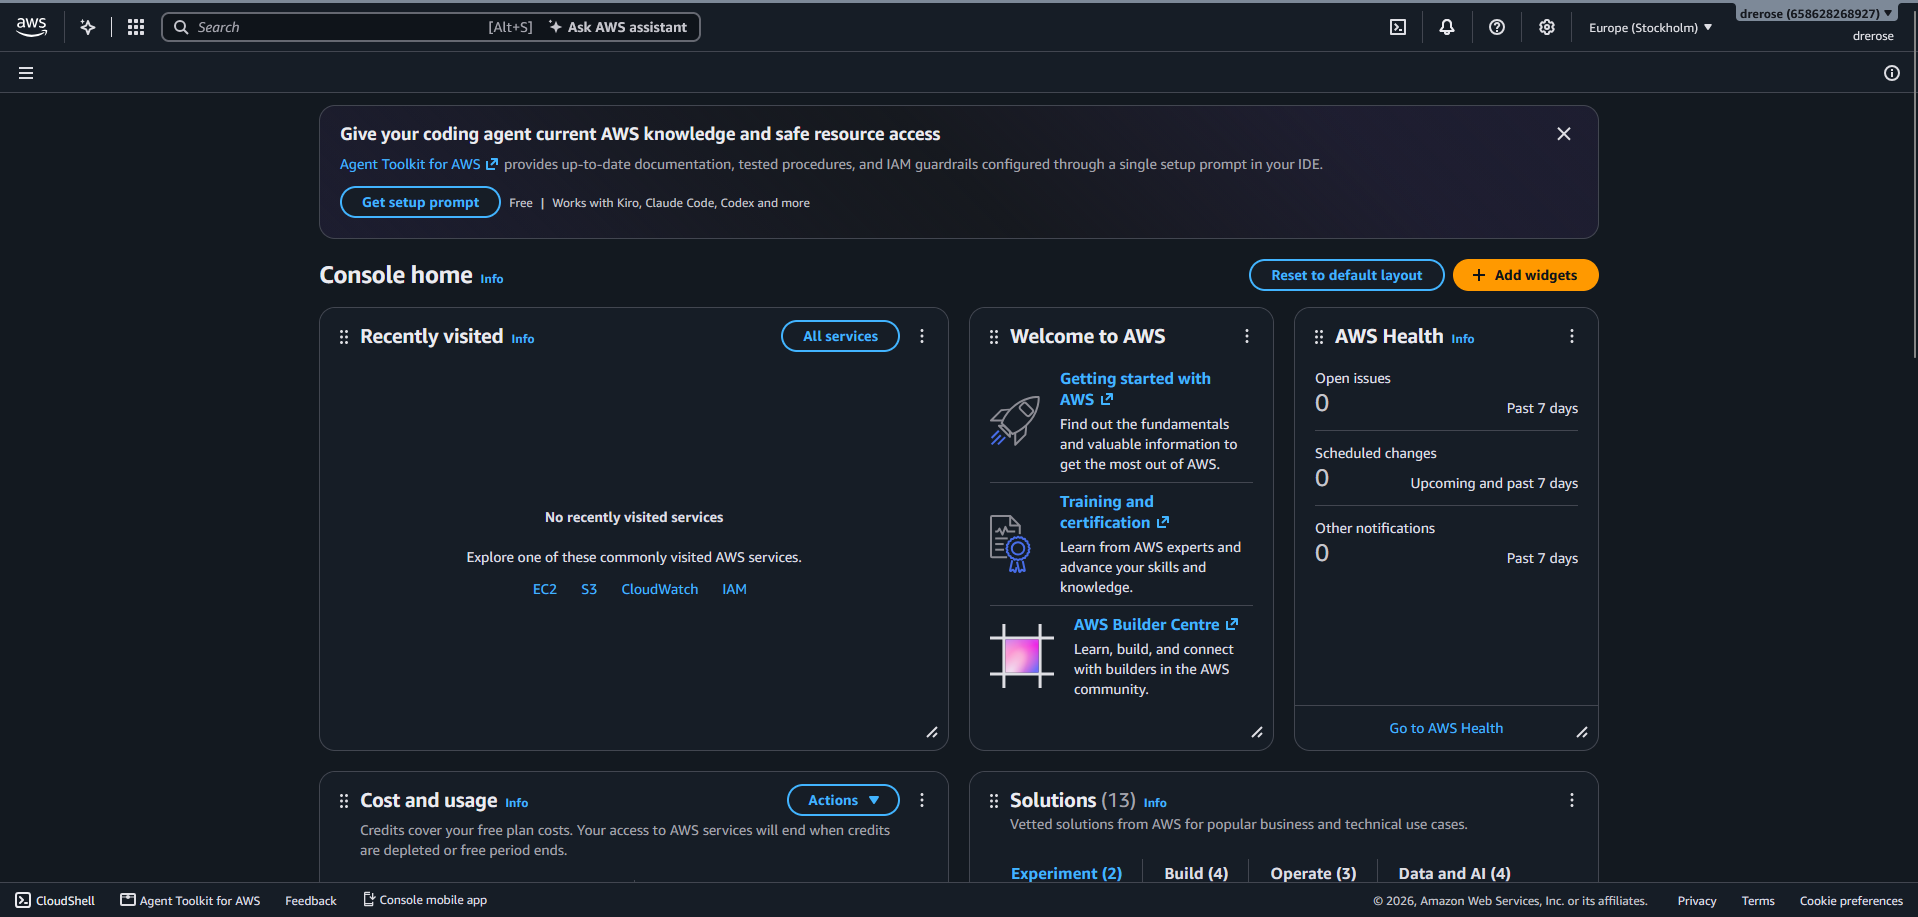 aws
Search
[Alt+S]
Ask AWS assistant
Europe (Stockholm)
drerose (658628268927)
drerose
Give your coding agent current AWS knowledge and safe resource access
Agent Toolkit for AWS provides up-to-date documentation, tested procedures, and IAM guardrails configured through a single setup prompt in your IDE.
Get setup prompt
Free | Works with Kiro, Claude Code, Codex and more
Console home Info
Reset to default layout
Add widgets
Recently visited Info
All services
No recently visited services
Explore one of these commonly visited AWS services.
EC2 S3 CloudWatch IAM
Welcome to AWS
Getting started with
AWS
Find out the fundamentals
and valuable information to
get the most out of AWS.
Training and
certification
Learn from AWS experts and
advance your skills and
knowledge.
AWS Builder Centre
Learn, build, and connect
with builders in the AWS
community.
AWS Health Info
Open issues
0
Past 7 days
Scheduled changes
0
Upcoming and past 7 days
Other notifications
0
Past 7 days
Go to AWS Health
Cost and usage Info
Actions
Credits cover your free plan costs. Your access to AWS services will end when credits
are depleted or free period ends.
Solutions (13) Info
Vetted solutions from AWS for popular business and technical use cases.
Experiment (2)
Build (4)
Operate (3)
Data and AI (4)
CloudShell
Agent Toolkit for AWS
Feedback
Console mobile app
© 2026, Amazon Web Services, Inc. or its affiliates.
Privacy
Terms
Cookie preferences